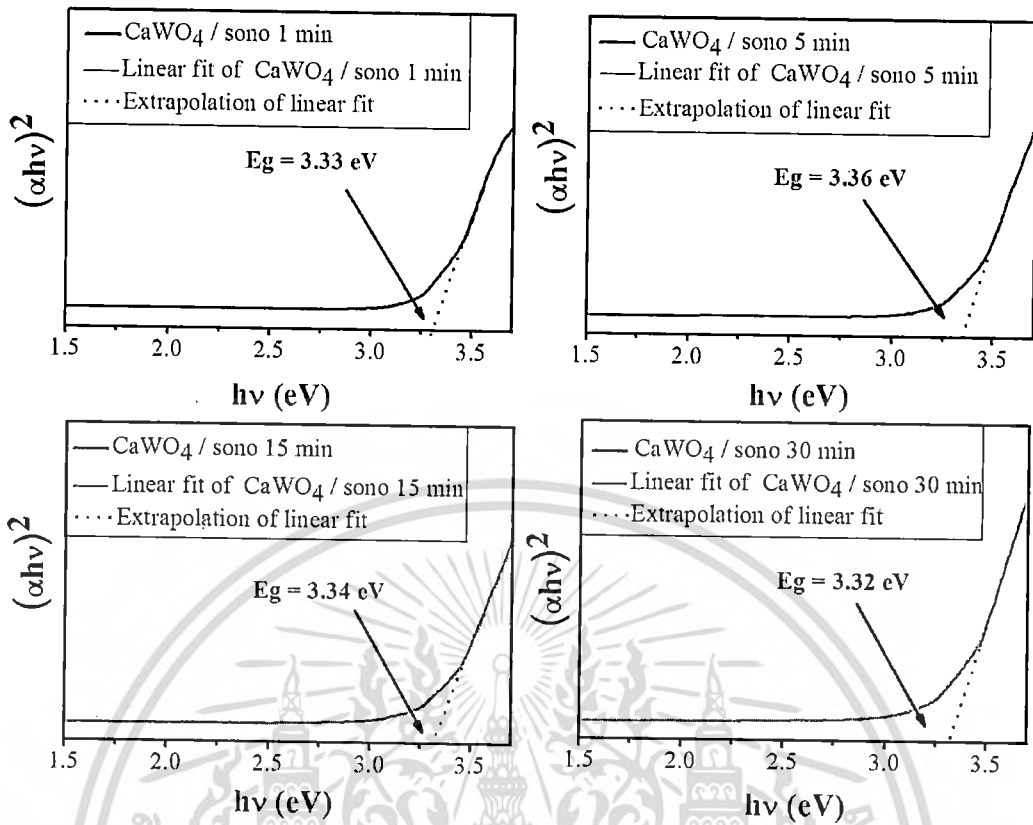 CaWO4 / sono 1 min
Linear fit of CaWO4 / sono 1 min
Extrapolation of linear fit
Eg = 3.33 eV
(αhν)2
1.5 2.0 2.5 3.0 3.5
hν (eV)
CaWO4 / sono 5 min
Linear fit of CaWO4 / sono 5 min
Extrapolation of linear fit
Eg = 3.36 eV
(αhν)2
1.5 2.0 2.5 3.0 3.5
hν (eV)
CaWO4 / sono 15 min
Linear fit of CaWO4 / sono 15 min
Extrapolation of linear fit
Eg = 3.34 eV
(αhν)2
1.5 2.0 2.5 3.0 3.5
hν (eV)
CaWO4 / sono 30 min
Linear fit of CaWO4 / sono 30 min
Extrapolation of linear fit
Eg = 3.32 eV
(αhν)2
1.5 2.0 2.5 3.0 3.5
hν (eV)